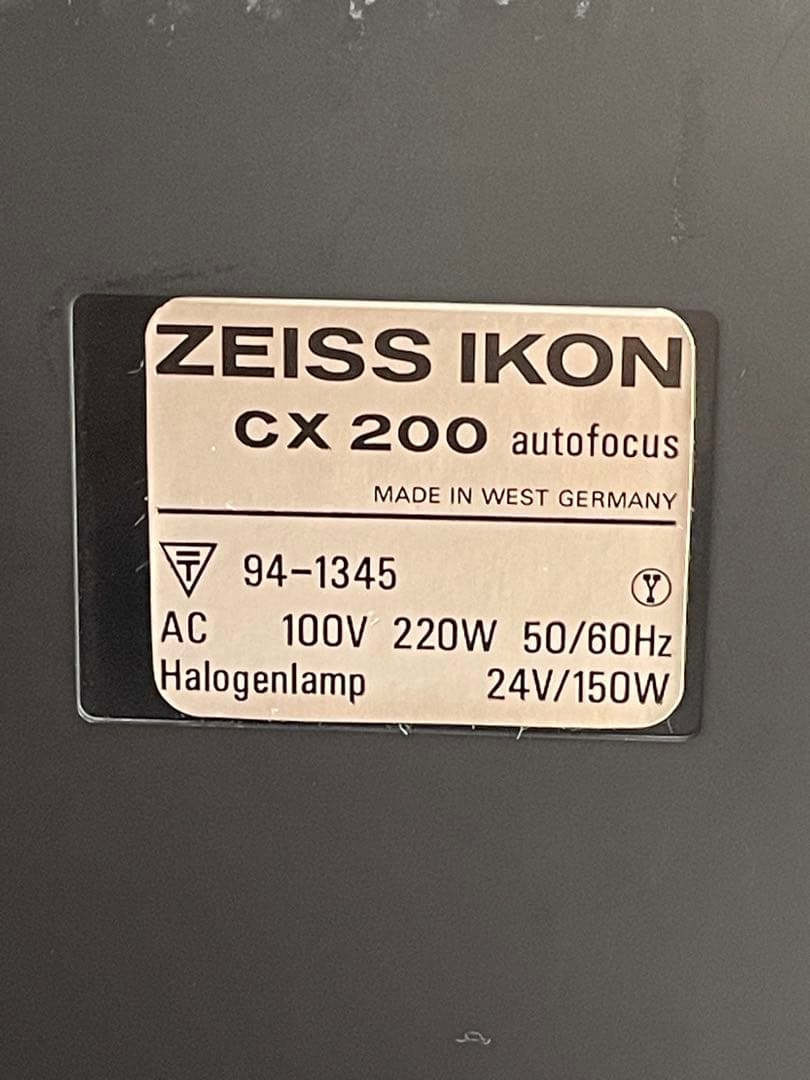 ZEISS IKON
CX 200 autofocus
MADE IN WEST GERMANY
T 94-1345 Y
AC 100V 220W 50/60Hz
Halogenlamp 24V/150W